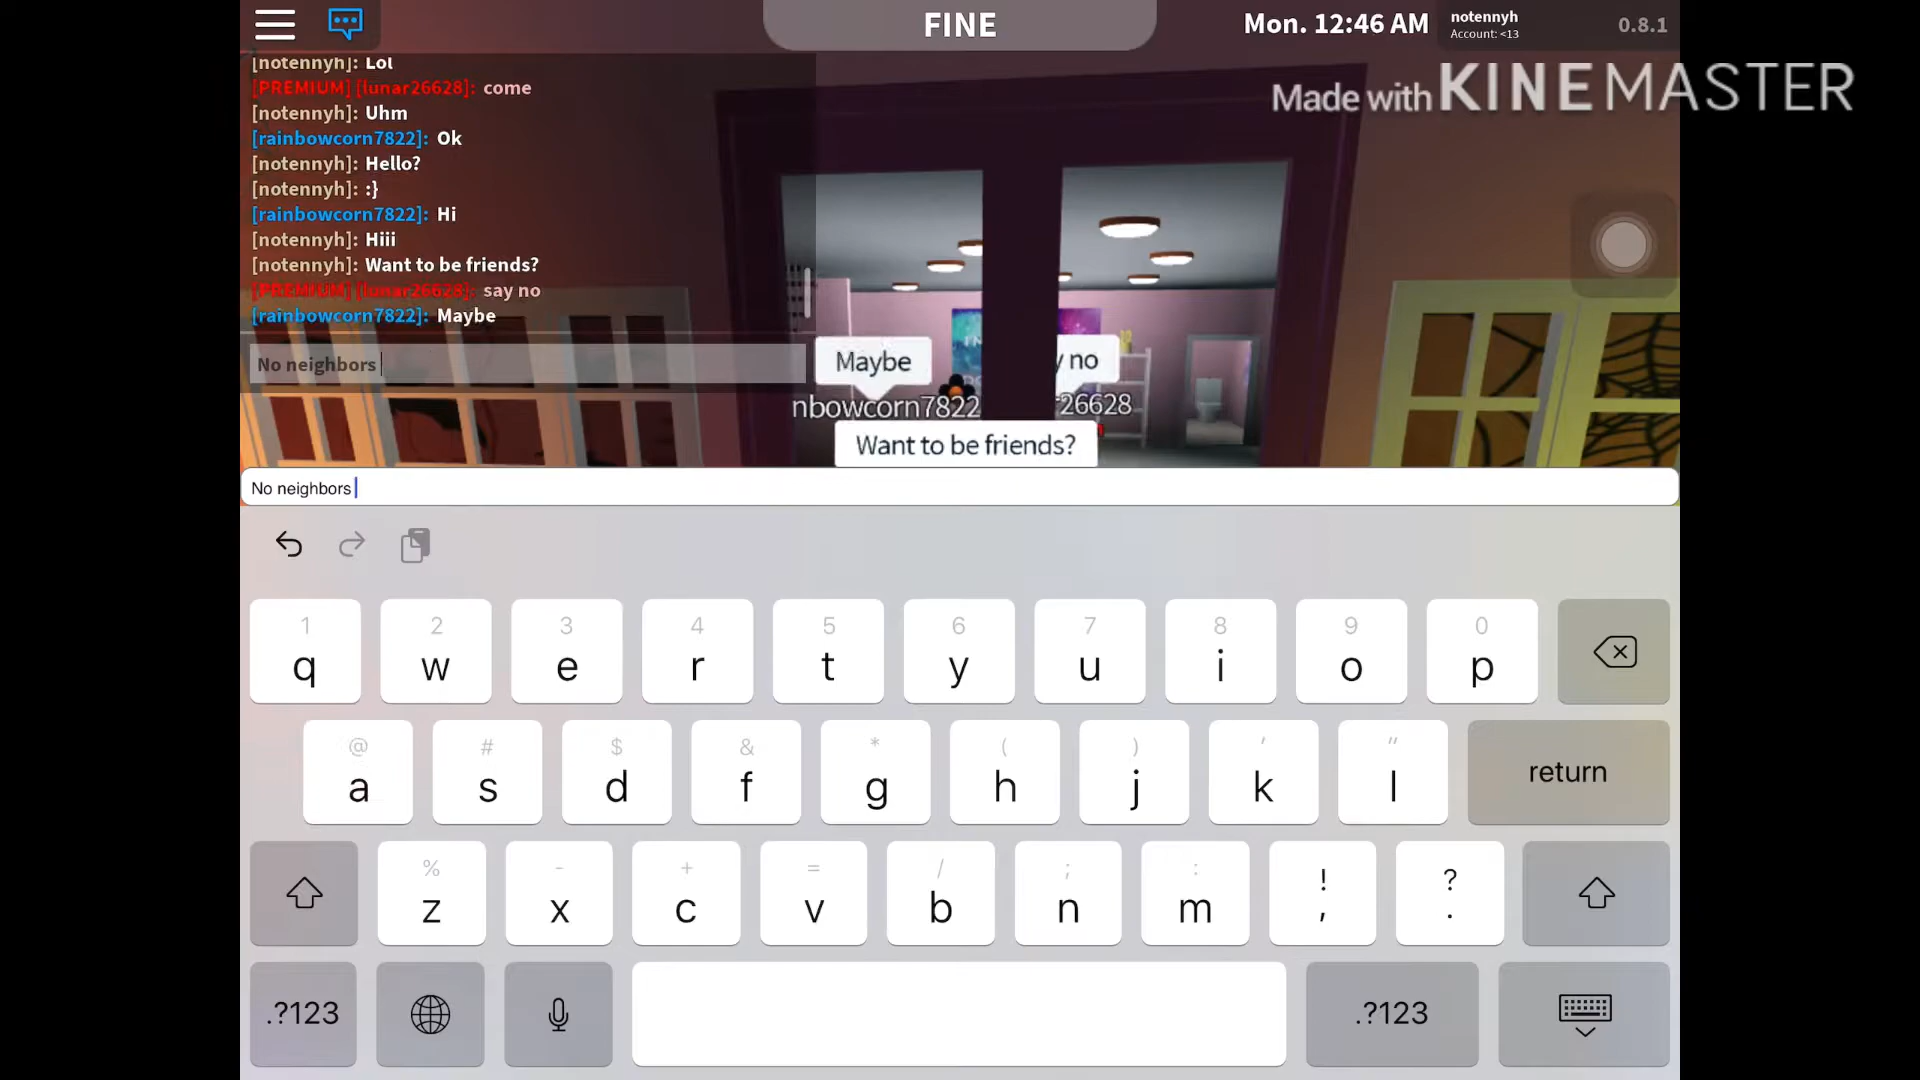 FINE
Mon. 12:46 AM
notennyh
Account: <13
0.8.1
Made with KINEMASTER
[notennyh]: Lol
[PREMIUM] [lunar26628]: come
[notennyh]: Uhm
[rainbowcorn7822]: Ok
[notennyh]: Hello?
[notennyh]: :}
[rainbowcorn7822]: Hi
[notennyh]: Hiii
[notennyh]: Want to be friends?
[PREMIUM] [lunar26628]: say no
[rainbowcorn7822]: Maybe
No neighbors
Maybe
y no
nbowcorn7822
26628
Want to be friends?
No neighbors
1 2 3 4 5 6 7 8 9 0
q w e r t y u i o p
@ # $ & * ( ) ' "
a s d f g h j k l return
% - + = / ; : ! ?
z x c v b n m , .
.?123 .?123